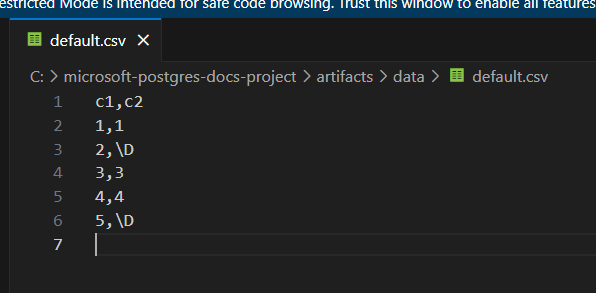 estricted Mode is intended for safe code browsing. Trust this window to enable all features
default.csv
C: > microsoft-postgres-docs-project > artifacts > data > default.csv
1 c1,c2
2 1,1
3 2,\D
4 3,3
5 4,4
6 5,\D
7